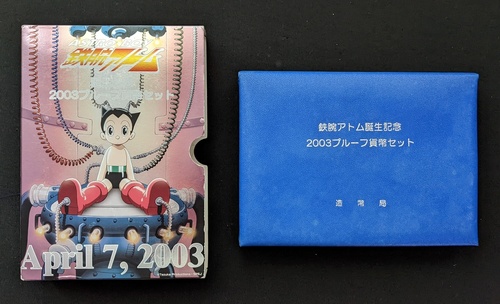 鉄腕アトム
2003プルーフ貨幣セット
April 7, 2003
鉄腕アトム誕生記念
2003プルーフ貨幣セット
造幣局